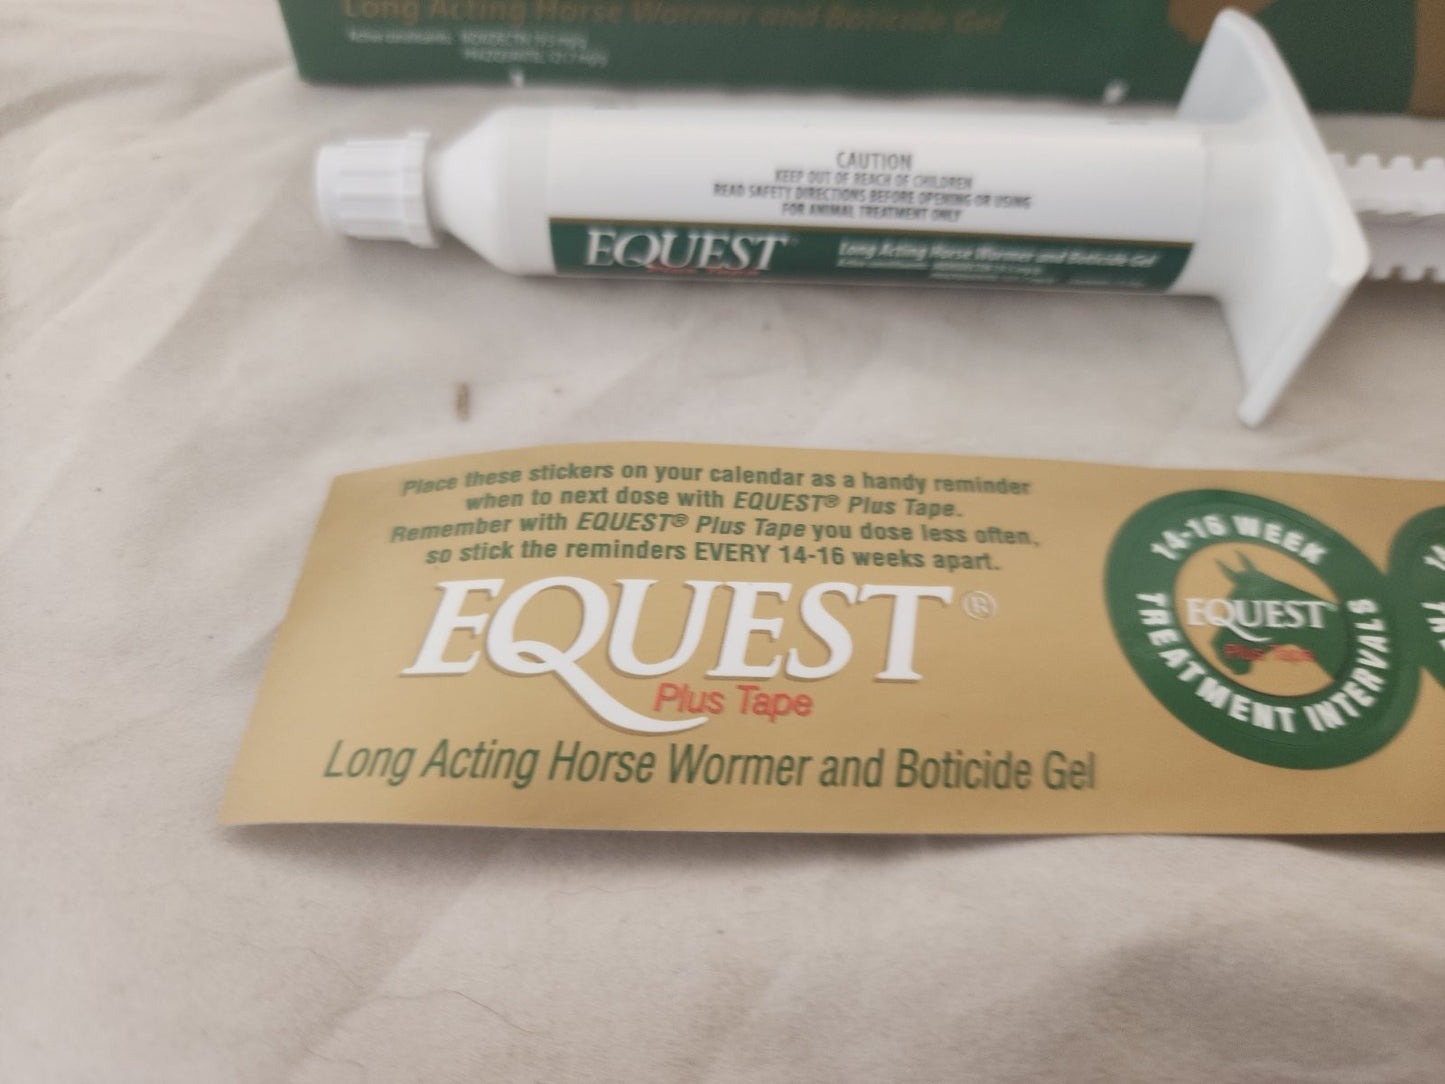 Long Acting Horse Wormer and Boticide Gel
CAUTION
KEEP OUT OF REACH OF CHILDREN
READ SAFETY DIRECTIONS BEFORE OPENING OR USING
FOR ANIMAL TREATMENT ONLY
EQUEST
Long Acting Horse Wormer and Boticide Gel
Place these stickers on your calendar as a handy reminder
when to next dose with EQUEST® Plus Tape.
Remember with EQUEST® Plus Tape you dose less often,
so stick the reminders EVERY 14-16 weeks apart.
EQUEST®
Plus Tape
Long Acting Horse Wormer and Boticide Gel
14-16 WEEK
EQUEST
Plus Tape
TREATMENT INTERVALS